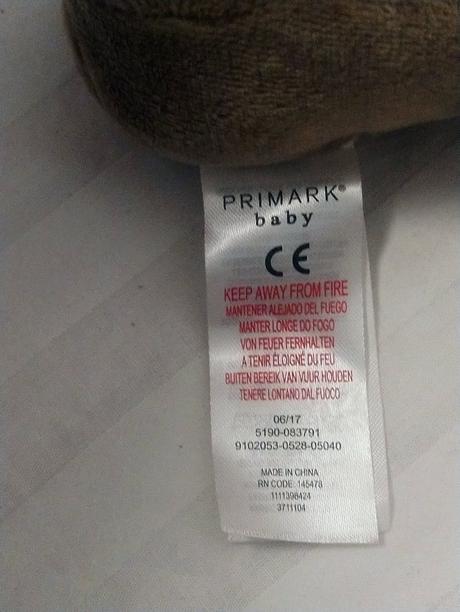 PRIMARK®
baby
CE
KEEP AWAY FROM FIRE
MANTENER ALEJADO DEL FUEGO
MANTER LONGE DO FOGO
VON FEUER FERNHALTEN
A TENIR ÉLOIGNÉ DU FEU
BUITEN BEREIK VAN VUUR HOUDEN
TENERE LONTANO DAL FUOCO
06/17
5190-083791
9102053-0528-05040
MADE IN CHINA
RN CODE: 145478
1111398424
3711104